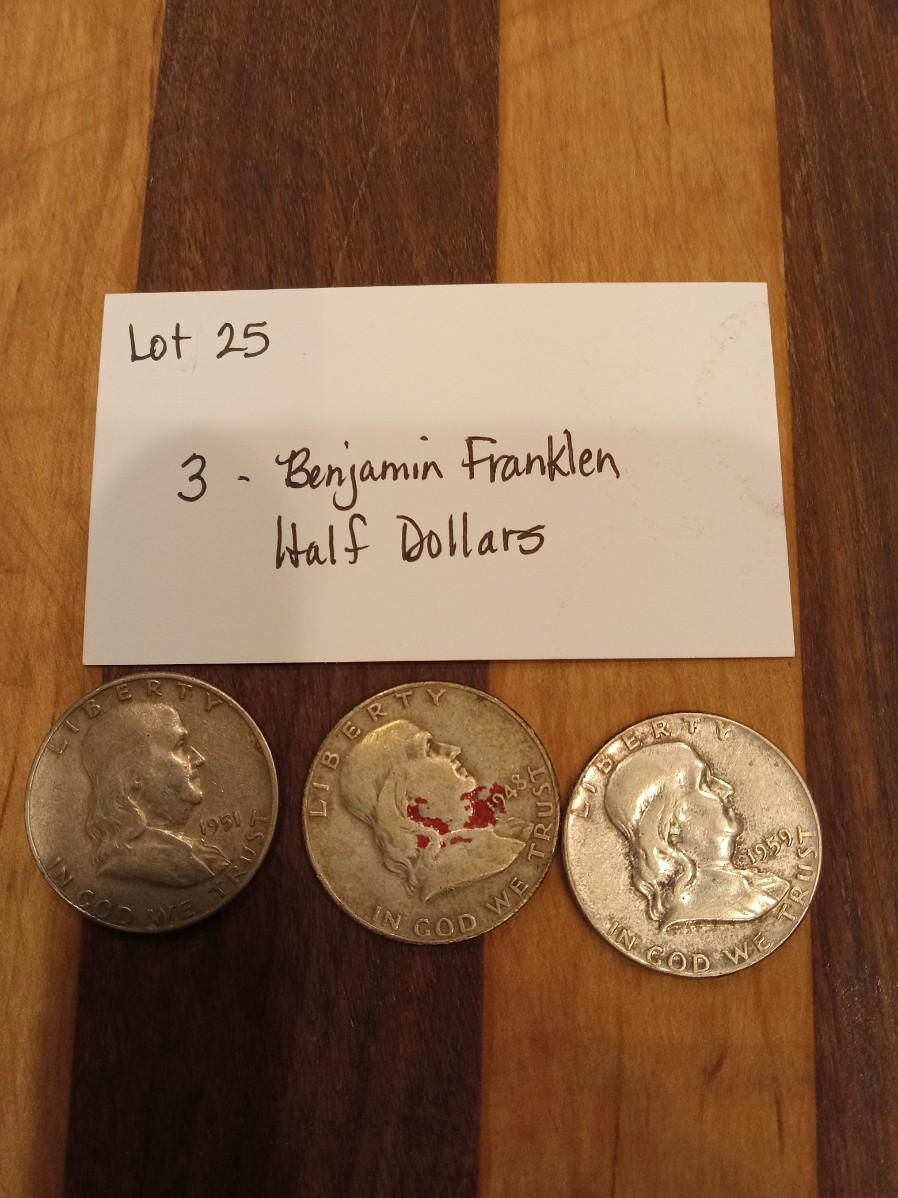 Lot 25
3 - Benjamin Franklen
Half Dollars
LIBERTY
1951
IN GOD WE TRUST
LIBERTY
1948
IN GOD WE TRUST
LIBERTY
1959
IN GOD WE TRUST